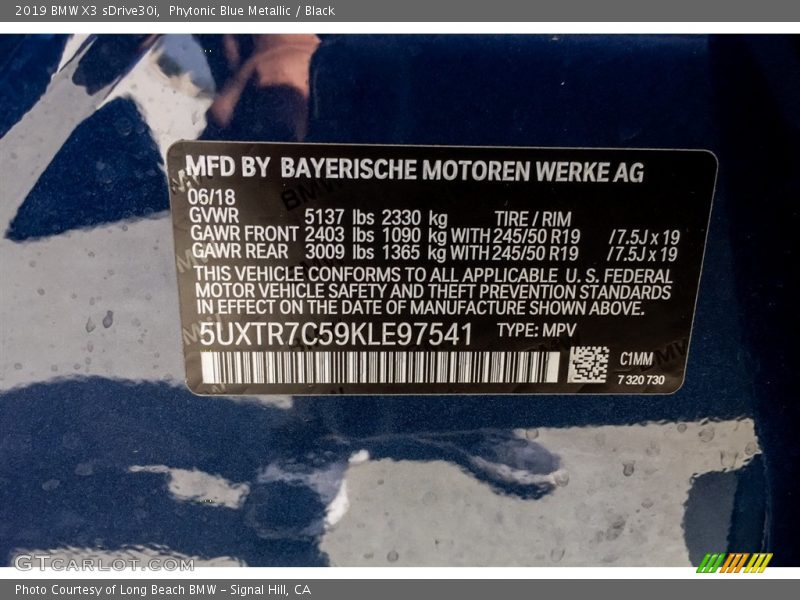 2019 BMW X3 sDrive30i,  Phytonic Blue Metallic / Black
MFD BY BAYERISCHE MOTOREN WERKE AG
06/18
GVWR 5137 lbs 2330 kg TIRE / RIM
GAWR FRONT 2403 lbs 1090 kg WITH 245/50 R19 /7.5J x 19
GAWR REAR 3009 lbs 1365 kg WITH 245/50 R19 /7.5J x 19
THIS VEHICLE CONFORMS TO ALL APPLICABLE U. S. FEDERAL
MOTOR VEHICLE SAFETY AND THEFT PREVENTION STANDARDS
IN EFFECT ON THE DATE OF MANUFACTURE SHOWN ABOVE.
5UXTR7C59KLE97541 TYPE: MPV
C1MM
7 320 730
GTCARLOT.COM
Photo Courtesy of Long Beach BMW - Signal Hill, CA